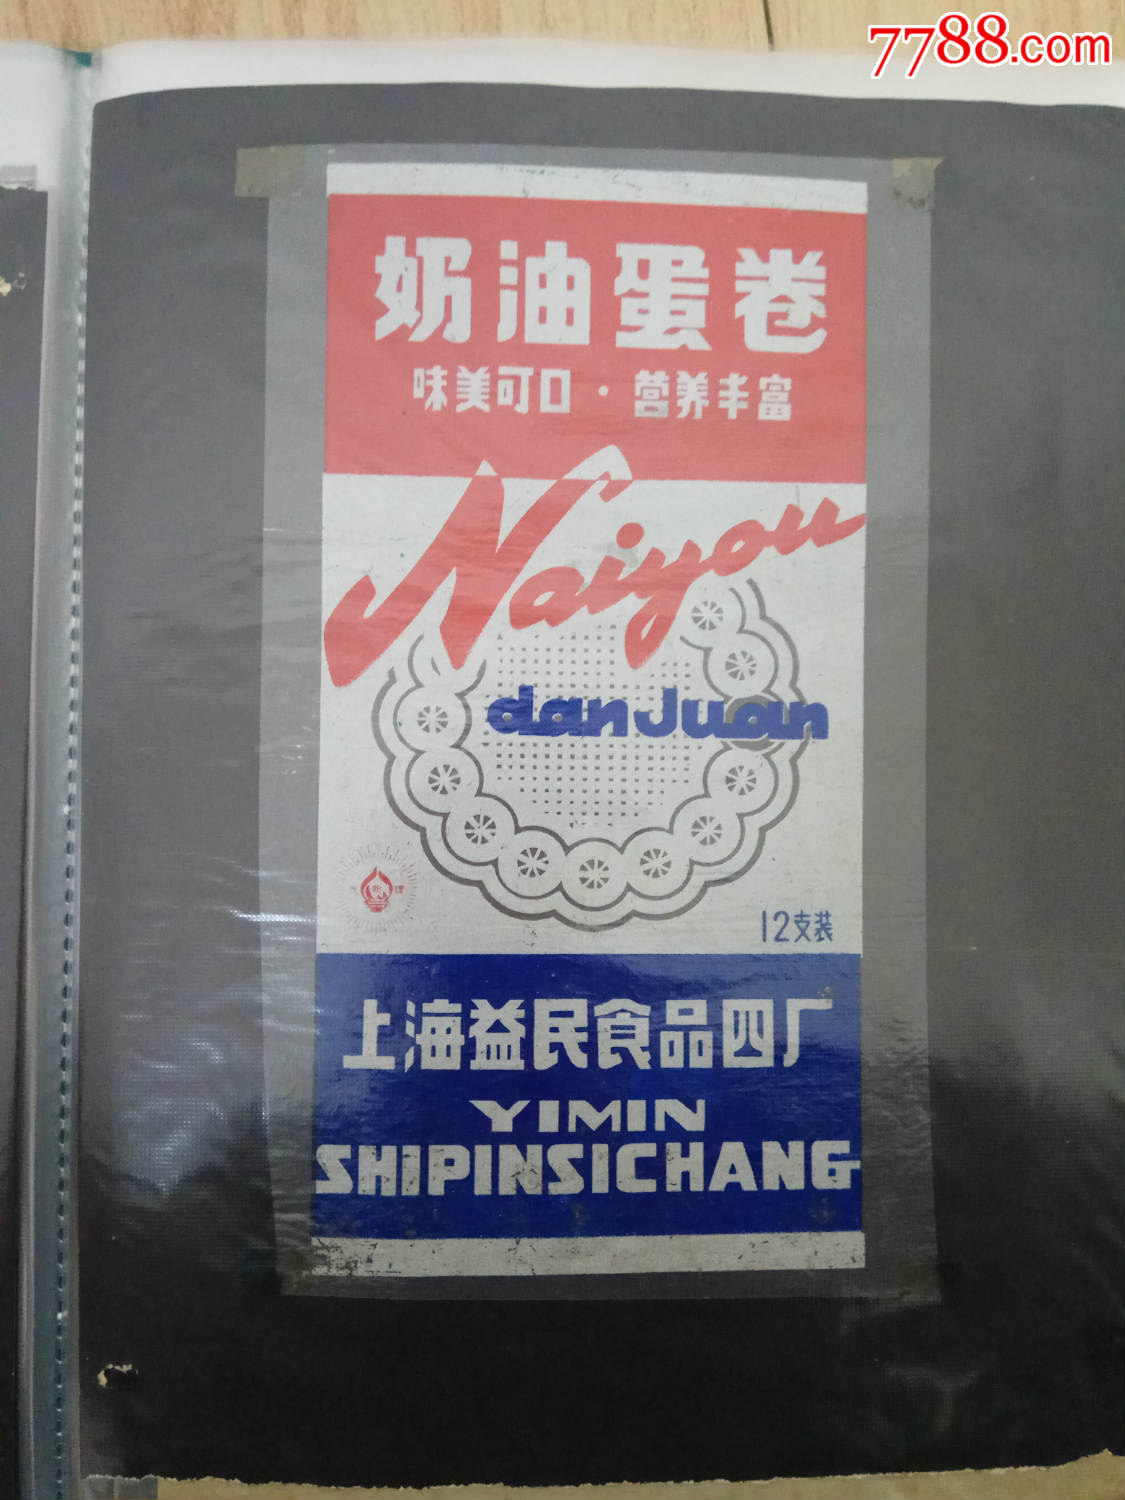 7788.com
奶油蛋卷
味美可口·营养丰富
Naiyou
danJuan
12支装
上海益民食品四厂
YIMIN
SHIPINSICHANG